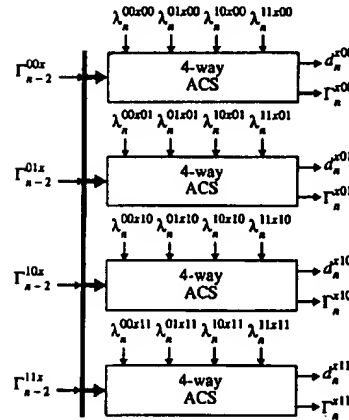 λ_n^{00x00} λ_n^{01x00} λ_n^{10x00} λ_n^{11x00}
Γ_{n-2}^{00x} 4-way ACS d_n^{x00} Γ_n^{x00}
λ_n^{00x01} λ_n^{01x01} λ_n^{10x01} λ_n^{11x01}
Γ_{n-2}^{01x} 4-way ACS d_n^{x01} Γ_n^{x01}
λ_n^{00x10} λ_n^{01x10} λ_n^{10x10} λ_n^{11x10}
Γ_{n-2}^{10x} 4-way ACS d_n^{x10} Γ_n^{x10}
λ_n^{00x11} λ_n^{01x11} λ_n^{10x11} λ_n^{11x11}
Γ_{n-2}^{11x} 4-way ACS d_n^{x11} Γ_n^{x11}